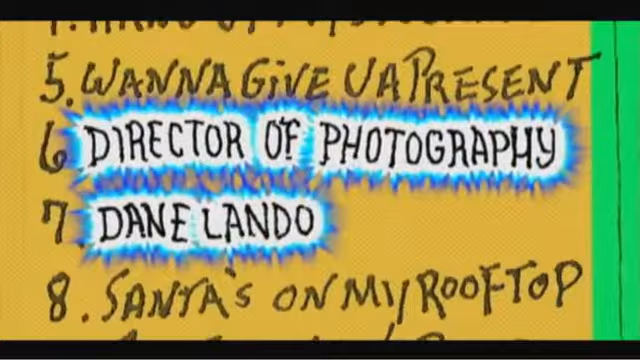 5. WANNA GIVE U A PRESENT
6 DIRECTOR OF PHOTOGRAPHY
7 DANE LANDO
8. SANTA'S ON MY ROOFTOP